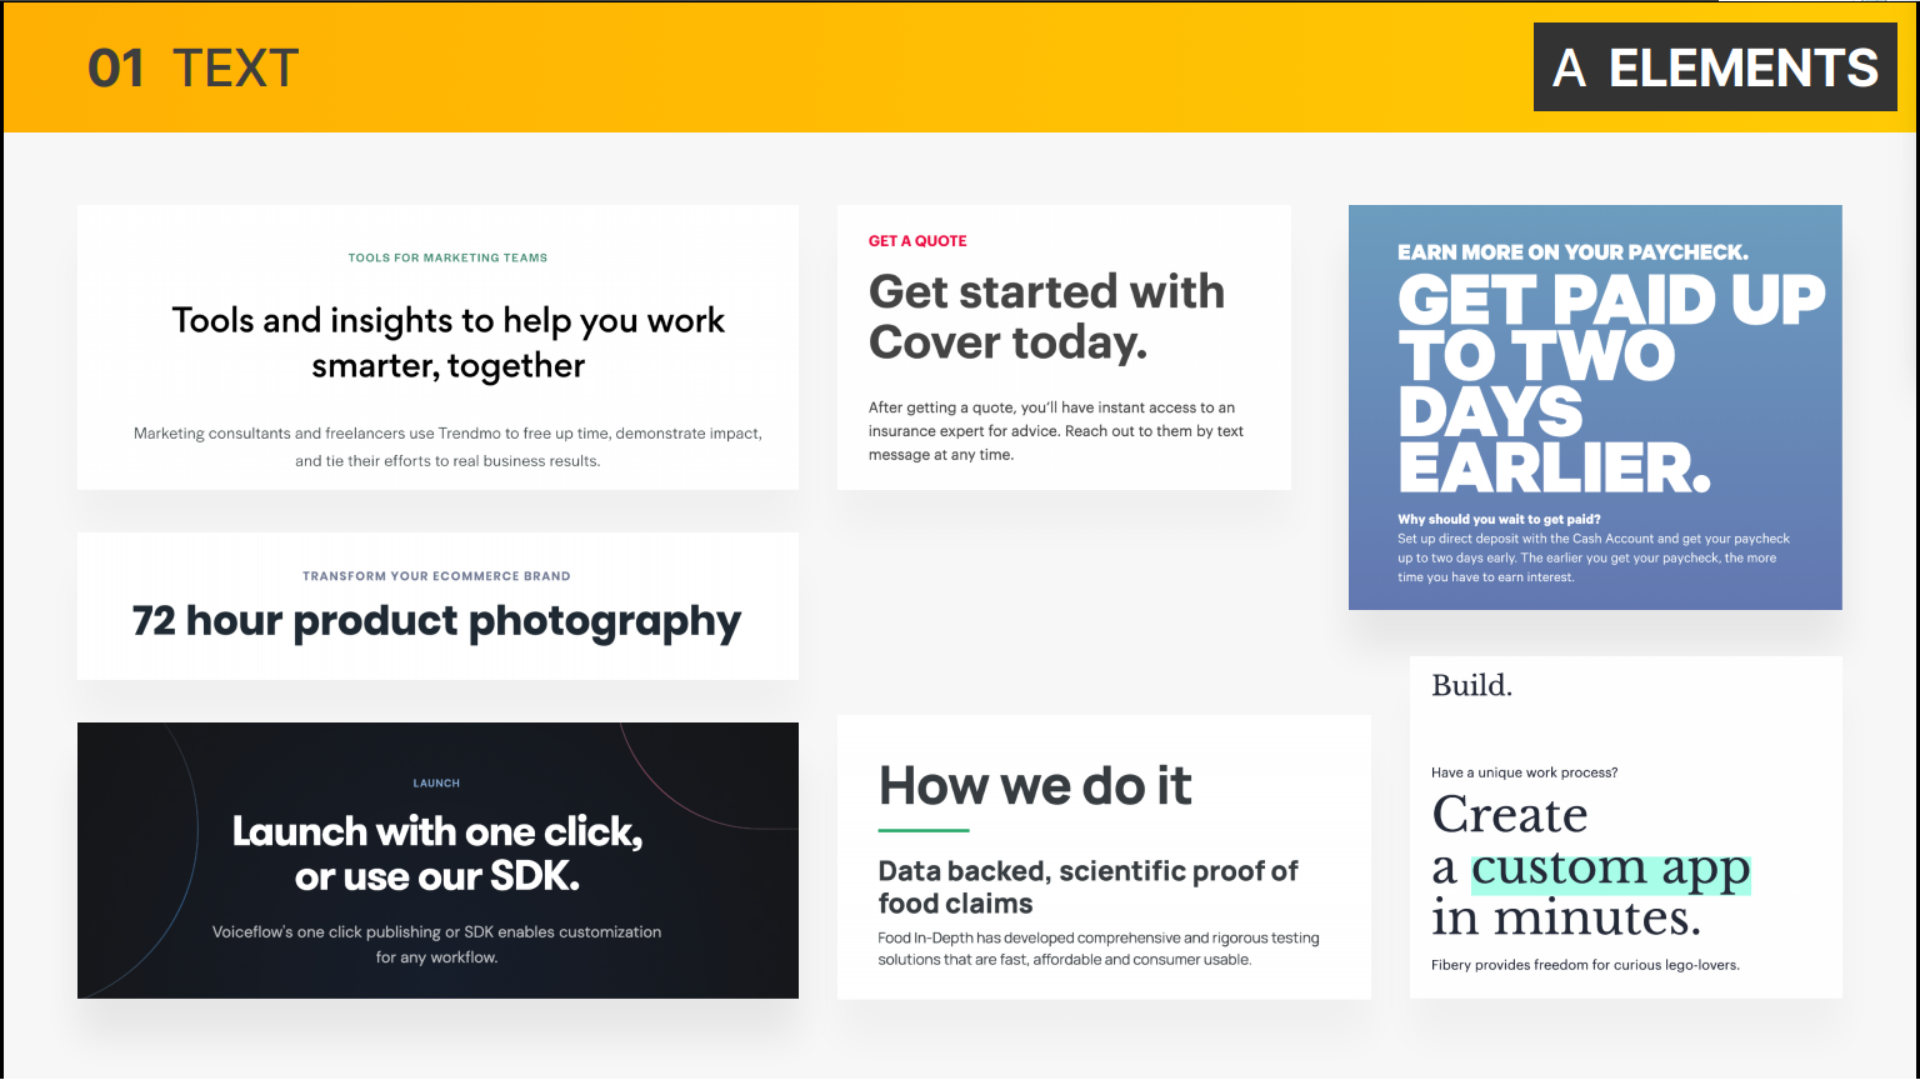 01 TEXT
A ELEMENTS
TOOLS FOR MARKETING TEAMS
Tools and insights to help you work
smarter, together
Marketing consultants and freelancers use Trendmo to free up time, demonstrate impact,
and tie their efforts to real business results.
GET A QUOTE
Get started with
Cover today.
After getting a quote, you’ll have instant access to an
insurance expert for advice. Reach out to them by text
message at any time.
EARN MORE ON YOUR PAYCHECK.
GET PAID UP
TO TWO
DAYS
EARLIER.
Why should you wait to get paid?
Set up direct deposit with the Cash Account and get your paycheck
up to two days early. The earlier you get your paycheck, the more
time you have to earn interest.
TRANSFORM YOUR ECOMMERCE BRAND
72 hour product photography
LAUNCH
Launch with one click,
or use our SDK.
Voiceflow's one click publishing or SDK enables customization
for any workflow.
How we do it
Data backed, scientific proof of
food claims
Food In-Depth has developed comprehensive and rigorous testing
solutions that are fast, affordable and consumer usable.
Build.
Have a unique work process?
Create
a custom app
in minutes.
Fibery provides freedom for curious lego-lovers.